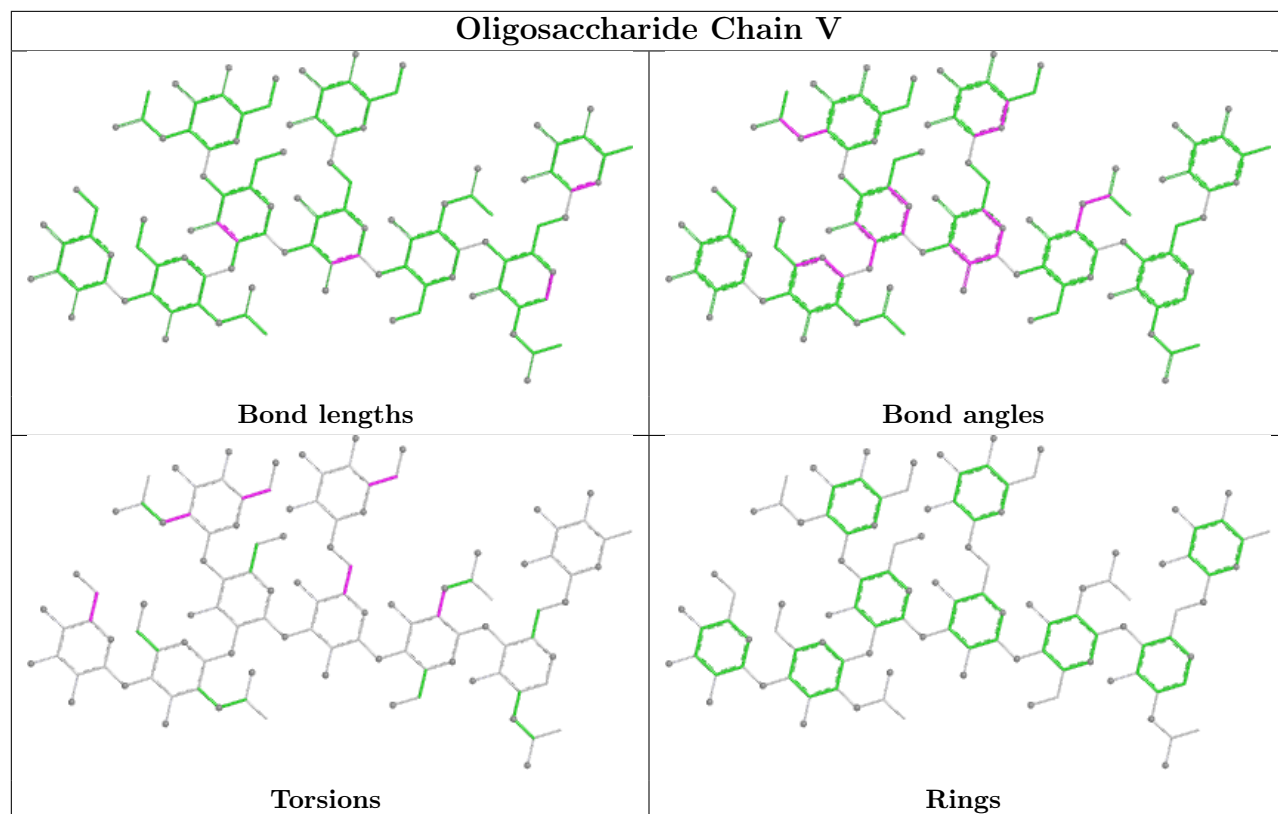 Oligosaccharide Chain V
Bond lengths
Bond angles
Torsions
Rings